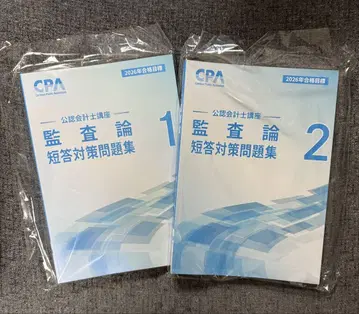 CPA
2026年合格目標
公認会計士講座
監査論
1
短答対策問題集
CPA
2026年合格目標
公認会計士講座
監査論
2
短答対策問題集